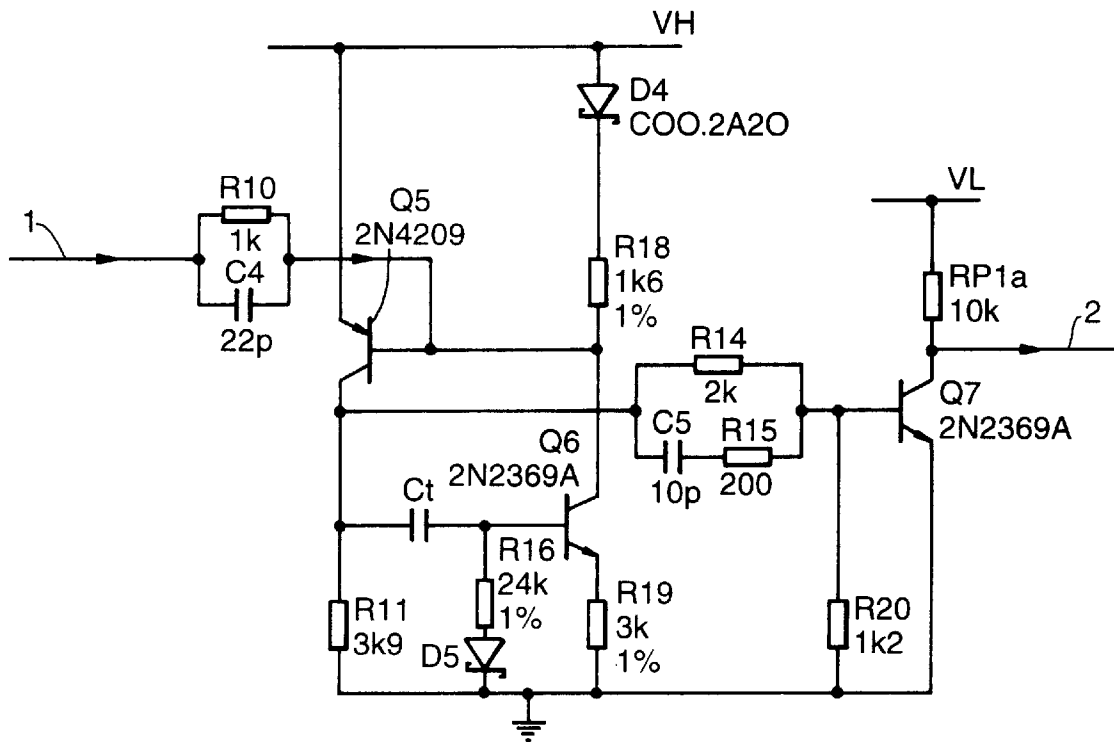 VH
D4
COO.2A2O
R10
1k
C4
22p
1
Q5
2N4209
R18
1k6
1%
VL
RP1a
10k
2
R14
2k
C5
10p
R15
200
Q7
2N2369A
Q6
2N2369A
Ct
R16
24k
1%
D5
R11
3k9
R19
3k
1%
R20
1k2